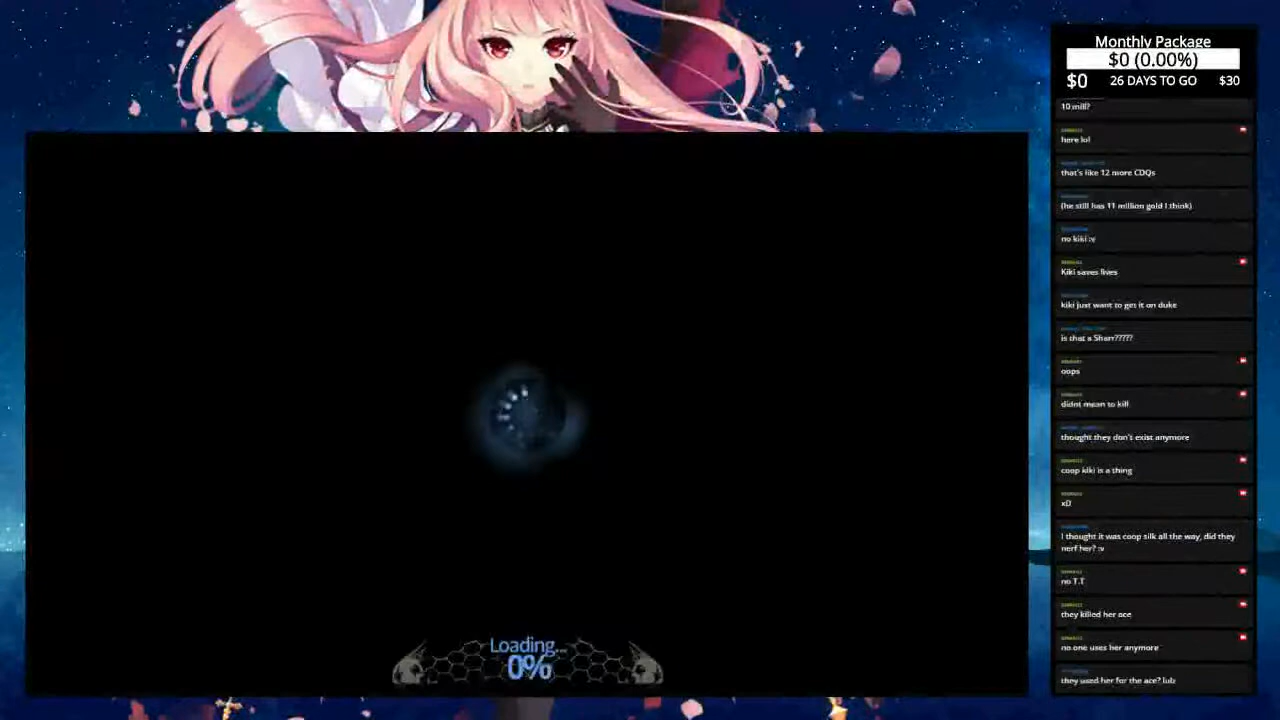 Monthly Package
$0 (0.00%)
$0 26 DAYS TO GO $30
10 mill?
here lol
that's like 12 more CDQs
(he still has 11 million gold I think)
no kiki :v
Kiki saves lives
kiki just want to get it on duke
is that a Sharr?????
oops
didnt mean to kill
thought they don't exist anymore
coop kiki is a thing
xD
I thought it was coop silk all the way, did they
nerf her? :v
no T.T
they killed her ace
no one uses her anymore
they used her for the ace? lulz
Loading...
0%